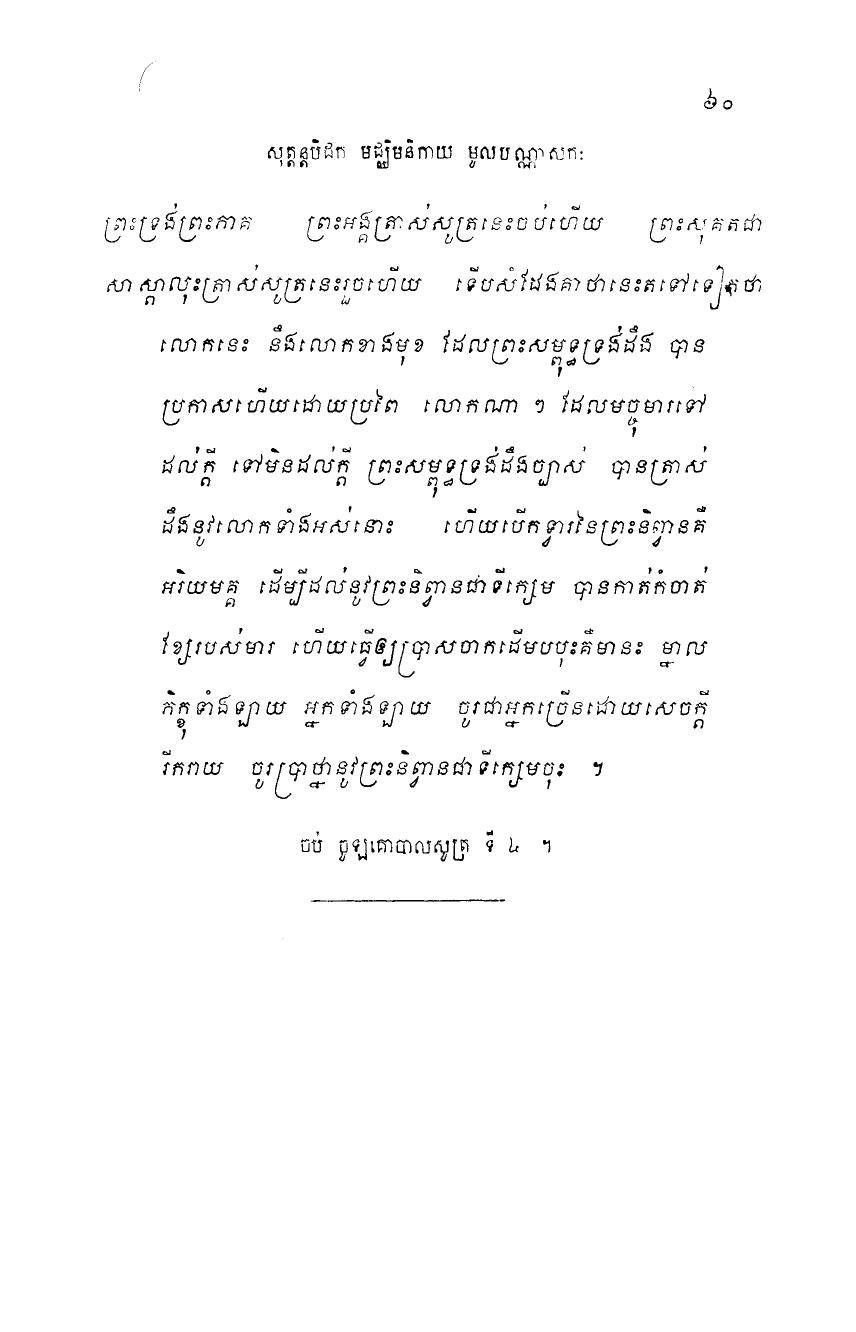 ៦០
សុត្តន្តបិដក មជ្ឈិមនិកាយ មូលបណ្ណាសកៈ
ព្រះទ្រង់ព្រះភាគ ព្រះអង្គត្រាស់សូត្រនេះចប់ហើយ ព្រះសុគតជា
សាស្តាលុះត្រាស់សូត្រនេះរួចហើយ ទើបសំដែងគាថានេះតទៅទៀតថា
លោកនេះ នឹងលោកខាងមុខ ដែលព្រះសម្ពុទ្ធទ្រង់ដឹង បាន
ប្រកាសហើយដោយប្រពៃ លោកណា ៗ ដែលមច្ចុមារទៅ
ដល់ក្តី ទៅមិនដល់ក្តី ព្រះសម្ពុទ្ធទ្រង់ដឹងច្បាស់ បានត្រាស់
ដឹងនូវលោកទាំងអស់នោះ ហើយបើកទ្វារនៃព្រះនិព្វានគឺ
អរិយមគ្គ ដើម្បីដល់នូវព្រះនិព្វានជាទីក្សេម បានកាត់កំចាត់
ខ្សែរបស់មារ ហើយធ្វើឲ្យប្រាសចាកដើមបបុះគឺមានះ ម្នាល
ភិក្ខុទាំងឡាយ អ្នកទាំងឡាយ ចូរជាអ្នកច្រើនដោយសេចក្តី
រីករាយ ចូរប្រាថ្នានូវព្រះនិព្វានជាទីក្សេមចុះ ។
ចប់ ចូឡគោបាលសូត្រ ទី ៤ ។